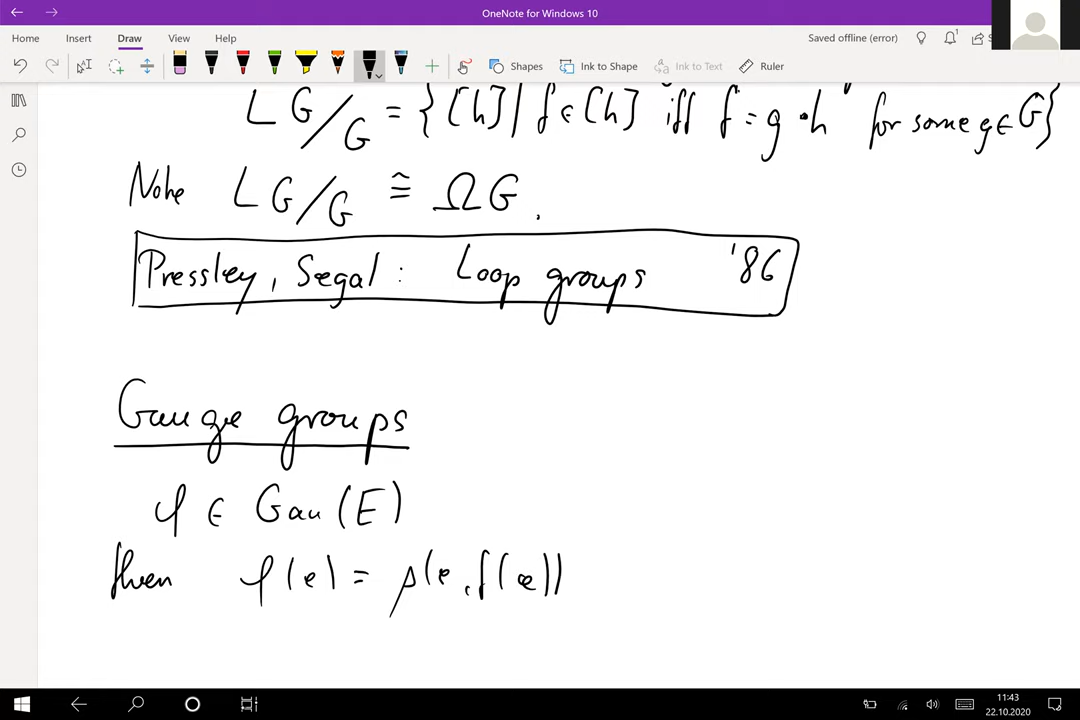 OneNote for Windows 10
Home Insert Draw View Help
Saved offline (error)
Shapes Ink to Shape Ink to Text Ruler
LG/G = {[h] | f ∈ [h] iff f = g • h for some g ∈ G}
Note LG/G ≅ ΩG.
Pressley, Segal: Loop groups '86
Gauge groups
φ ∈ Gau(E)
then φ(e) = ρ(e, f(e))
11:43
22.10.2020